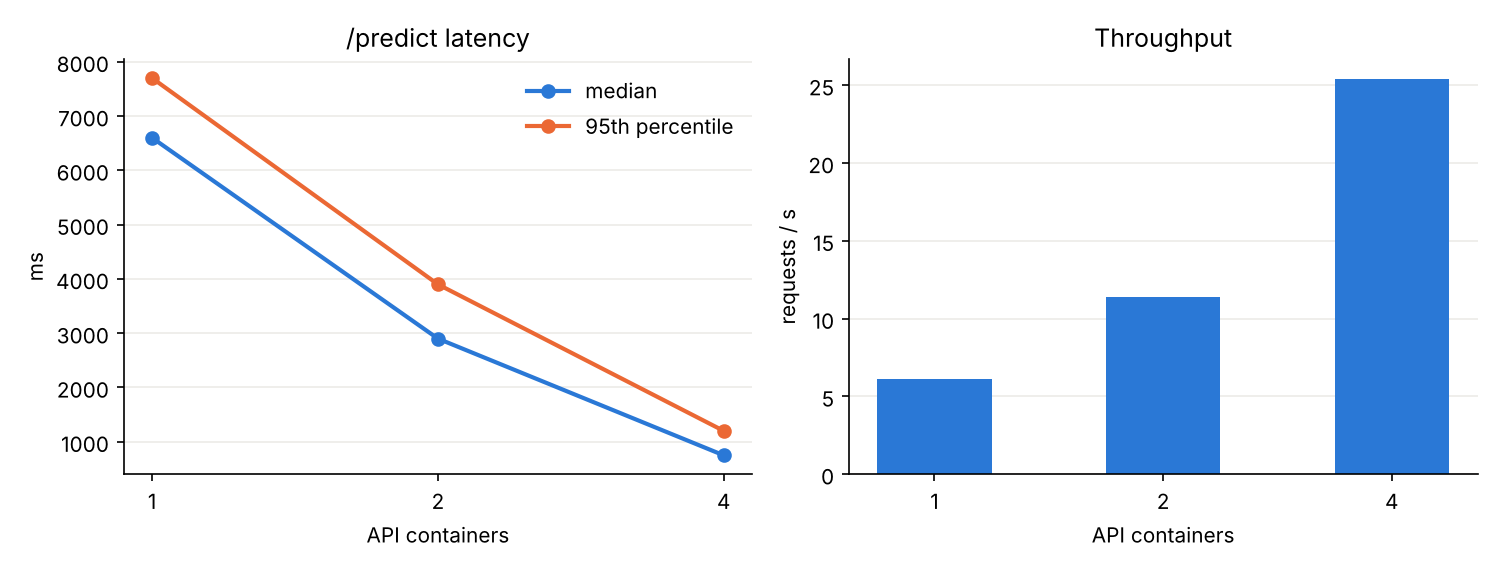 /predict latency
8000
7000
6000
5000
4000
3000
2000
1000
ms
median
95th percentile
1
2
4
API containers
Throughput
25
20
15
10
5
0
requests / s
1
2
4
API containers